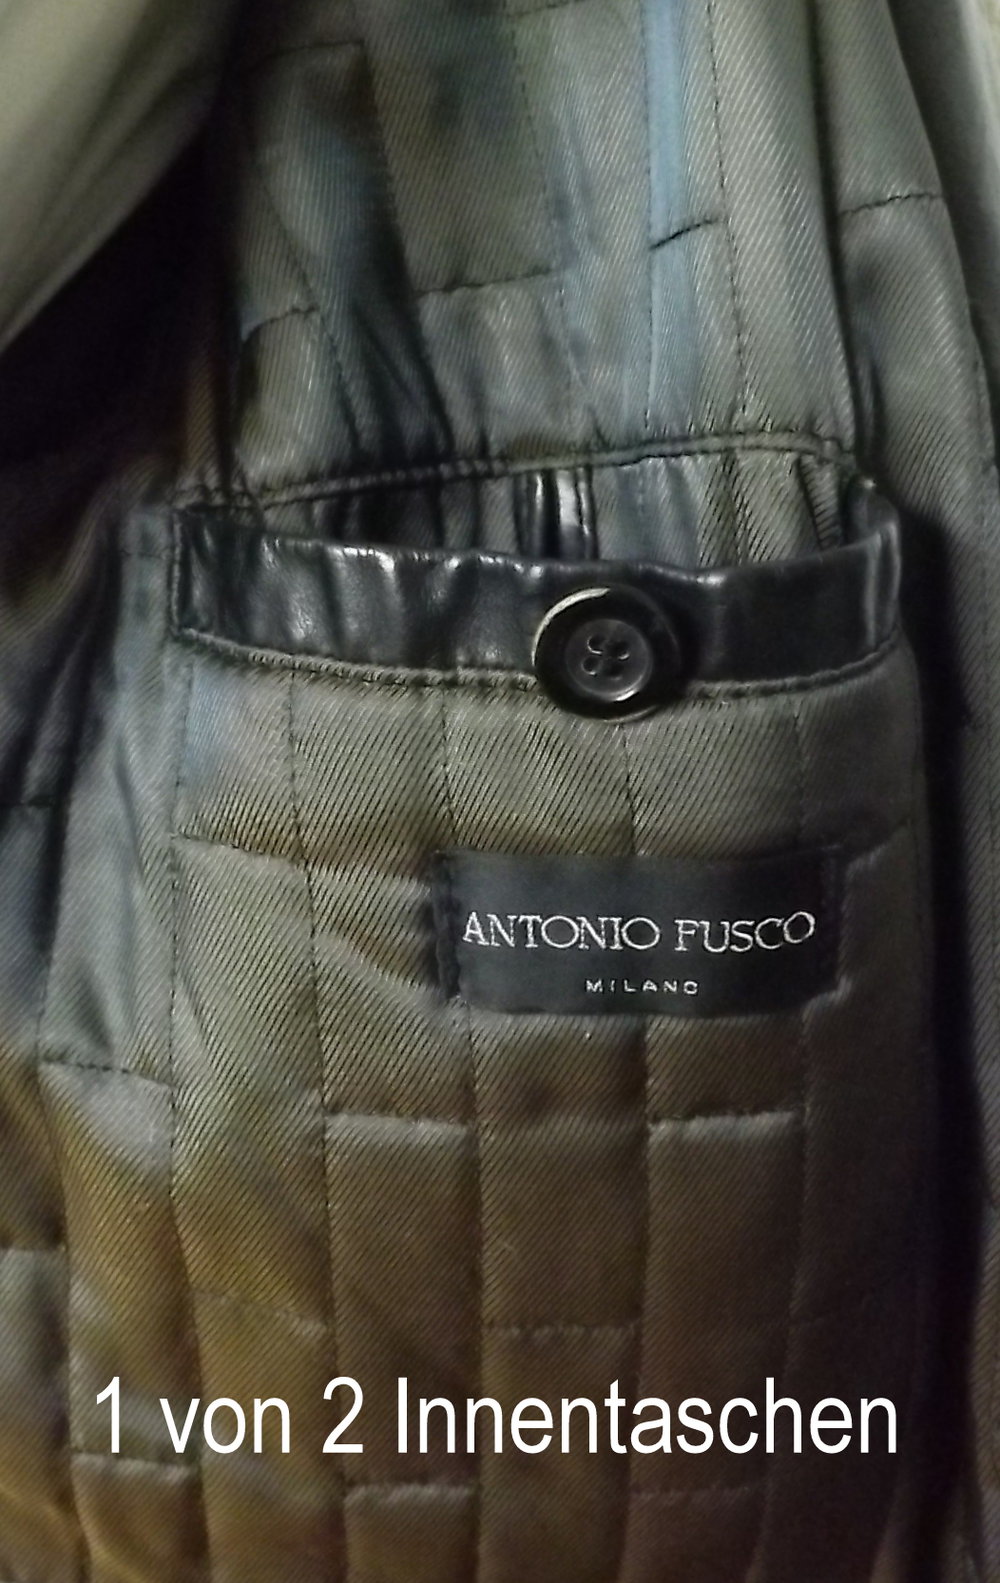 ANTONIO FUSCO
MILANO
1 von 2 Innentaschen